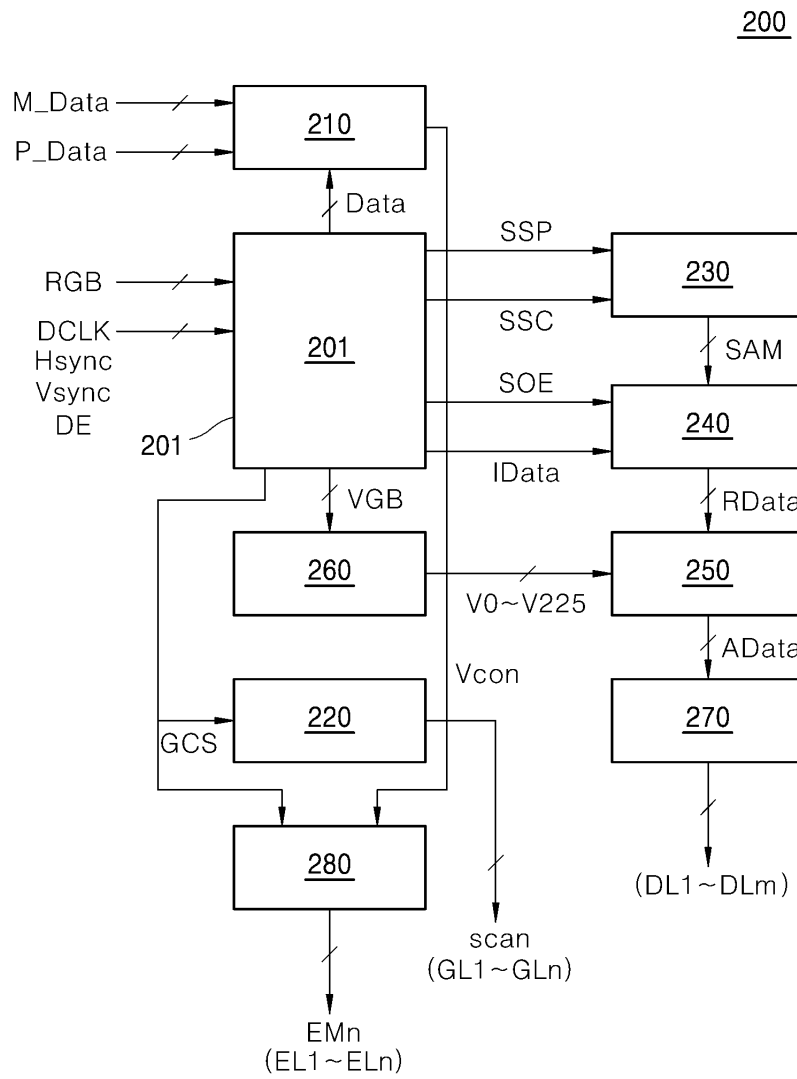 200
M_Data
210
P_Data
Data
SSP
230
RGB
SSC
DCLK
Hsync
Vsync
DE
201
SAM
SOE
240
201
IData
VGB
RData
260
250
V0~V225
AData
Vcon
220
270
GCS
280
(DL1~DLm)
scan
(GL1~GLn)
EMn
(EL1~ELn)